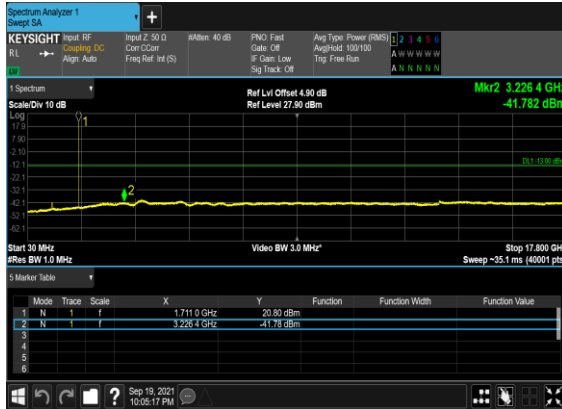 Spectrum Analyzer 1
Swept SA
+
KEYSIGHT Input: RF Input Z: 50 Ω #Atten: 40 dB PNO: Fast Avg Type: Power (RMS) 1 2 3 4 5 6
RL Coupling: DC Corr CCorr Gate: Off Avg|Hold: 100/100 A W W W W W
Align: Auto Freq Ref: Int (S) IF Gain: Low Trig: Free Run
LU Sig Track: Off A N N N N N
1 Spectrum Ref Lvl Offset 4.90 dB Mkr2 3.226 4 GHz
Scale/Div 10 dB Ref Level 27.90 dBm -41.782 dBm
Log
17.9
7.90
-2.10
-12.1
-22.1
-32.1
-42.1
-52.1
-62.1
1
2
DL1 -13.00 dBm
Start 30 MHz Video BW 3.0 MHz* Stop 17.800 GHz
#Res BW 1.0 MHz Sweep ~35.1 ms (40001 pts)
5 Marker Table
Mode Trace Scale X Y Function Function Width Function Value
1 N 1 f 1.711 0 GHz 20.80 dBm
2 N 1 f 3.226 4 GHz -41.78 dBm
3
4
5
6
? Sep 19, 2021
10:05:17 PM